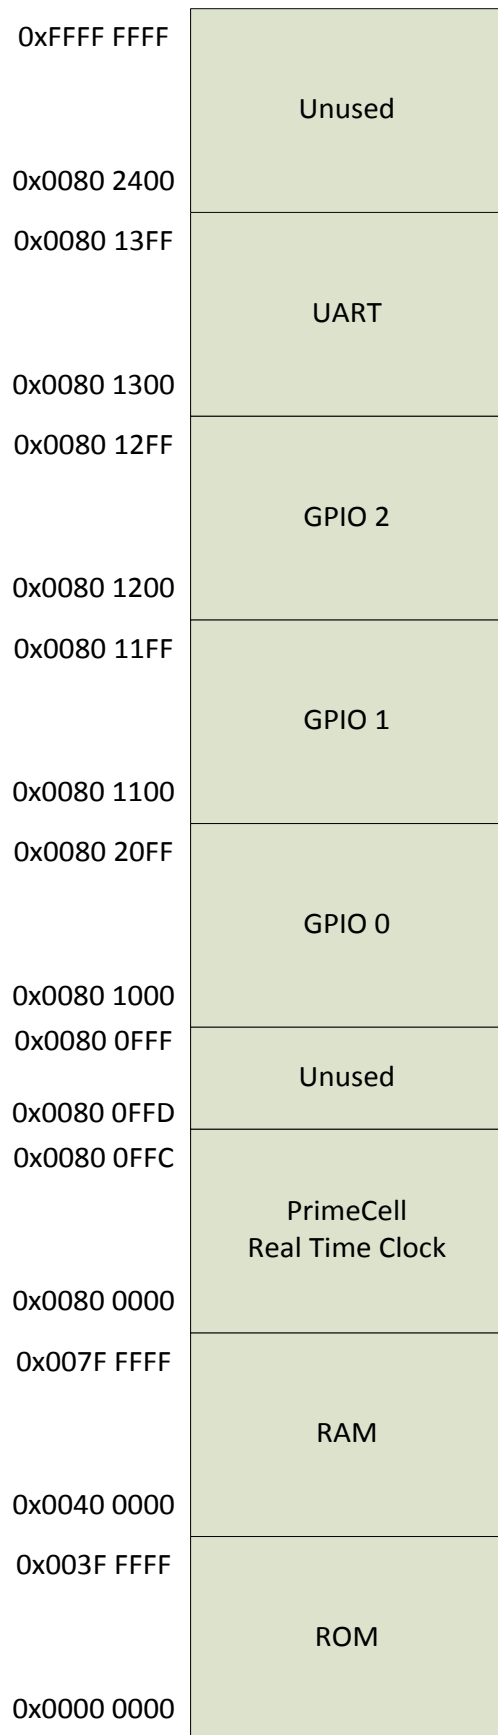 0xFFFF FFFF
Unused
0x0080 2400
0x0080 13FF
UART
0x0080 1300
0x0080 12FF
GPIO 2
0x0080 1200
0x0080 11FF
GPIO 1
0x0080 1100
0x0080 20FF
GPIO 0
0x0080 1000
0x0080 0FFF
Unused
0x0080 0FFD
0x0080 0FFC
PrimeCell
Real Time Clock
0x0080 0000
0x007F FFFF
RAM
0x0040 0000
0x003F FFFF
ROM
0x0000 0000